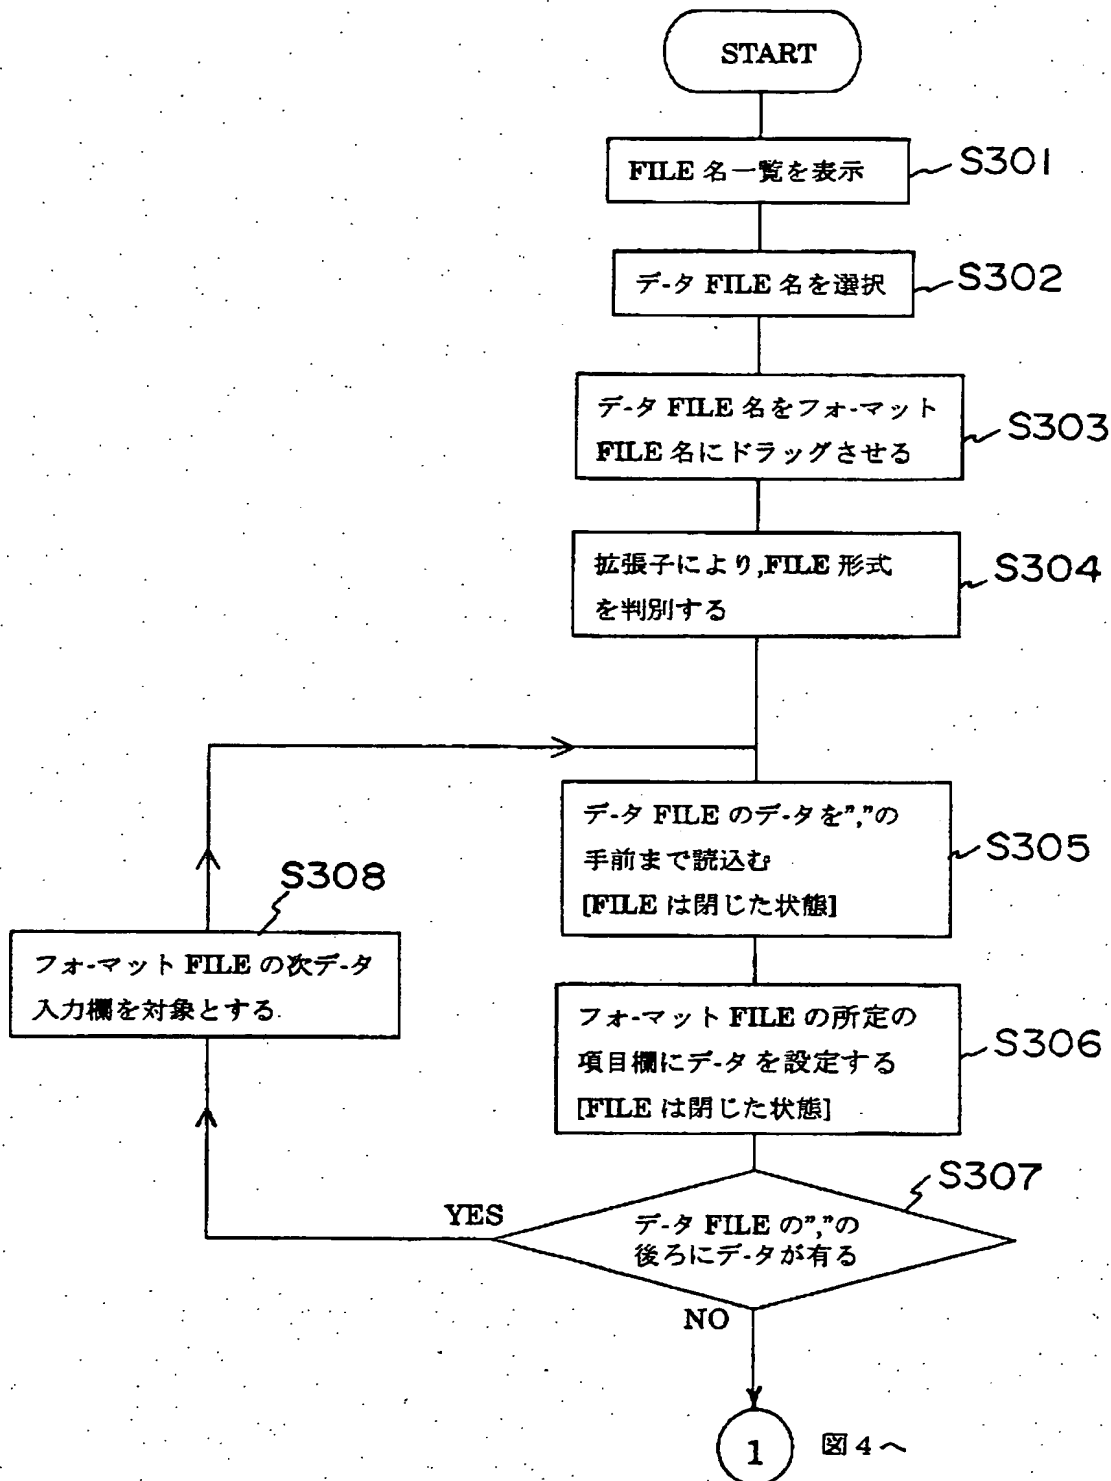 START
FILE 名一覧を表示
S301
データ FILE 名を選択
S302
データ FILE 名をフォーマット
FILE 名にドラッグさせる
S303
拡張子により,FILE 形式
を判別する
S304
データ FILE のデータを”,”の
手前まで読込む
[FILE は閉じた状態]
S305
S308
フォーマット FILE の次データ
入力欄を対象とする
フォーマット FILE の所定の
項目欄にデータを設定する
[FILE は閉じた状態]
S306
S307
データ FILE の”,”の
後ろにデータが有る
YES
NO
1
図4へ